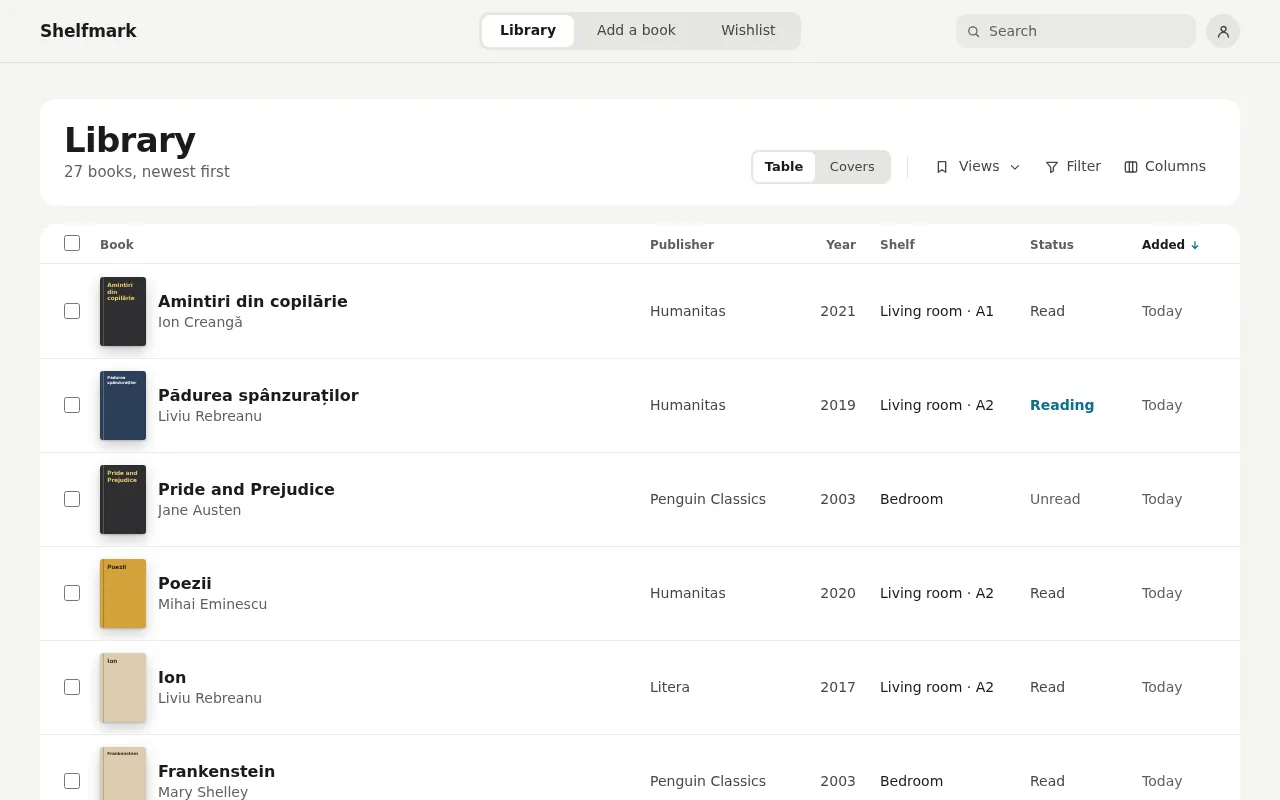 Shelfmark
Library Add a book Wishlist
Search
Library
27 books, newest first
Table Covers Views Filter Columns
Book Publisher Year Shelf Status Added
Amintiri
din
copilărie
Amintiri din copilărie
Ion Creangă
Humanitas 2021 Living room · A1 Read Today
Pădurea
spânzuraților
Pădurea spânzuraților
Liviu Rebreanu
Humanitas 2019 Living room · A2 Reading Today
Pride and
Prejudice
Pride and Prejudice
Jane Austen
Penguin Classics 2003 Bedroom Unread Today
Poezii
Poezii
Mihai Eminescu
Humanitas 2020 Living room · A2 Read Today
Ion
Ion
Liviu Rebreanu
Litera 2017 Living room · A2 Read Today
Frankenstein
Frankenstein
Mary Shelley
Penguin Classics 2003 Bedroom Read Today